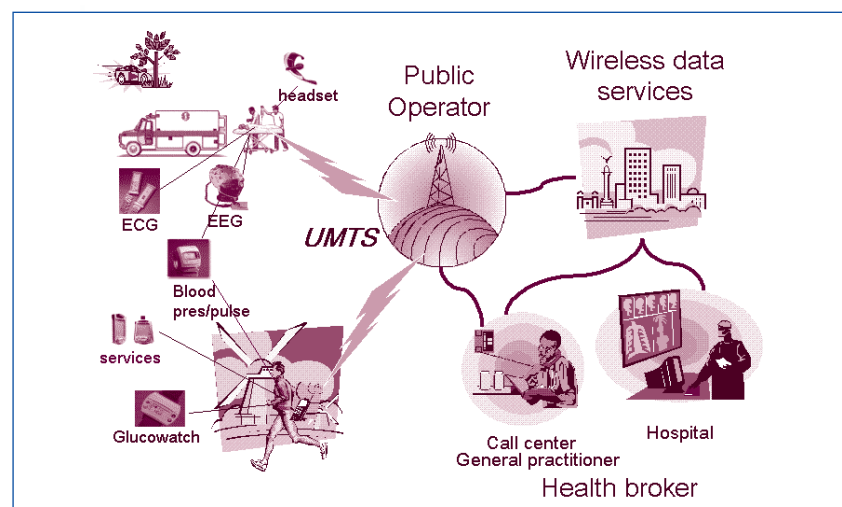 headset
Public
Operator
Wireless data
services
ECG
EEG
UMTS
Blood
pres/pulse
services
Glucowatch
Call center
General practitioner
Hospital
Health broker